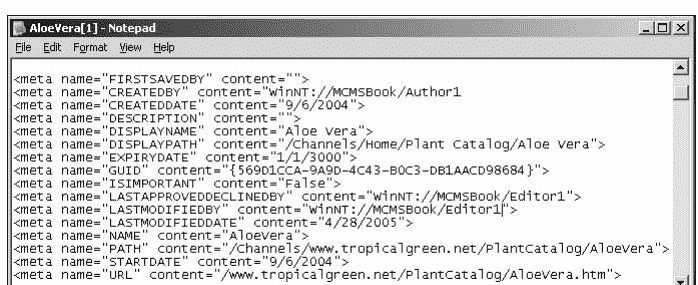 AloeVera[1] - Notepad
File Edit Format View Help
<meta name="FIRSTSAVEDBY" content="">
<meta name="CREATEDBY" content="WinNT://MCMSBook/Author1
<meta name="CREATEDDATE" content="9/6/2004">
<meta name="DESCRIPTION" content="">
<meta name="DISPLAYNAME" content="Aloe Vera">
<meta name="DISPLAYPATH" content="/Channels/Home/Plant Catalog/Aloe Vera">
<meta name="EXPIRYDATE" content="1/1/3000">
<meta name="GUID" content="{569D1CCA-9A9D-4C43-B0C3-DB1AACD98684}">
<meta name="ISIMPORTANT" content="False">
<meta name="LASTAPPROVEDDECLINEDBY" content="WinNT://MCMSBook/Editor1">
<meta name="LASTMODIFIEDBY" content="WinNT://MCMSBook/Editor1">
<meta name="LASTMODIFIEDDATE" content="4/28/2005">
<meta name="NAME" content="AloeVera">
<meta name="PATH" content="/Channels/www.tropicalgreen.net/PlantCatalog/AloeVera">
<meta name="STARTDATE" content="9/6/2004">
<meta name="URL" content="/www.tropicalgreen.net/PlantCatalog/AloeVera.htm">